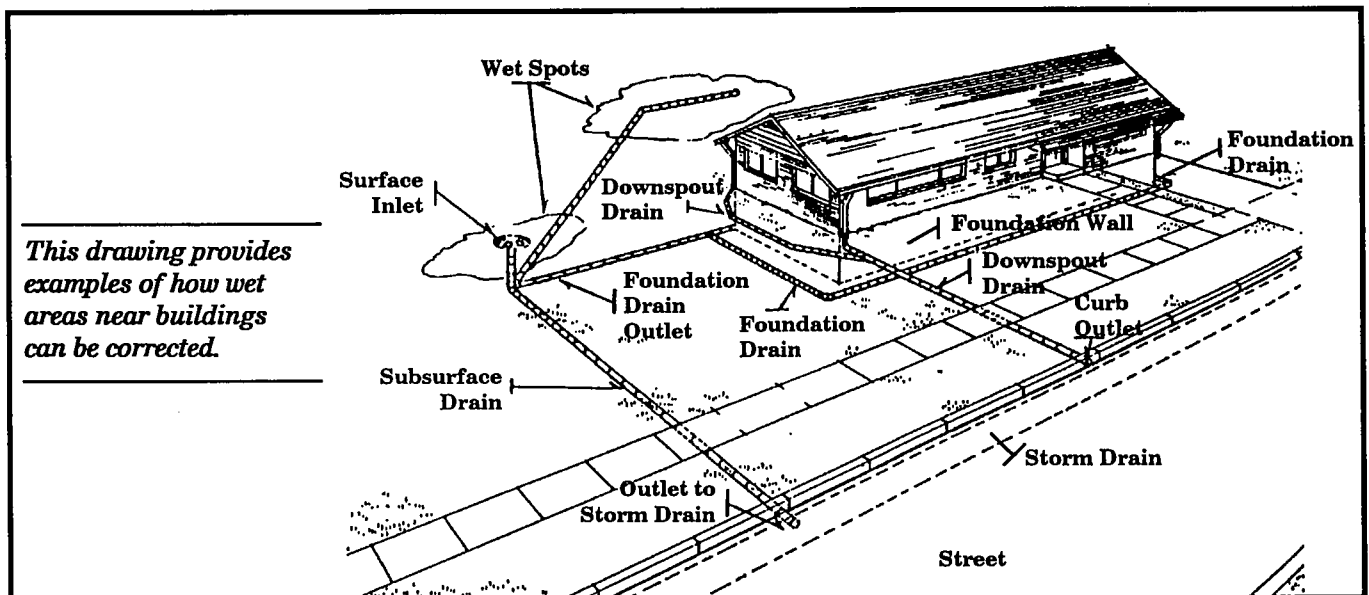 This drawing provides
examples of how wet
areas near buildings
can be corrected.
Wet Spots
Surface
Inlet
Downspout
Drain
Foundation
Drain
Foundation Wall
Downspout
Drain
Curb
Outlet
Foundation
Drain
Outlet
Foundation
Drain
Subsurface
Drain
Storm Drain
Outlet to
Storm Drain
Street